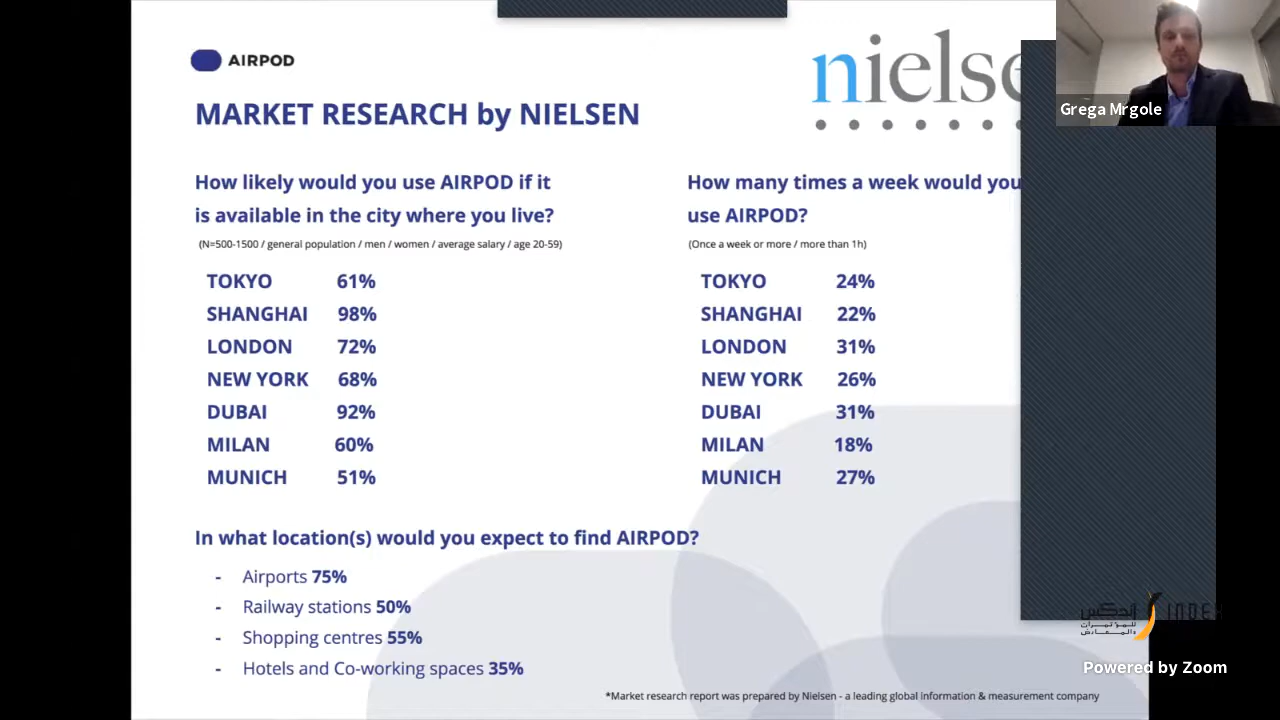 AIRPOD
nielse
MARKET RESEARCH by NIELSEN
Grega Mrgole
How likely would you use AIRPOD if it
is available in the city where you live?
(N=500-1500 / general population / men / women / average salary / age 20-59)
TOKYO 61%
SHANGHAI 98%
LONDON 72%
NEW YORK 68%
DUBAI 92%
MILAN 60%
MUNICH 51%
How many times a week would you
use AIRPOD?
(Once a week or more / more than 1h)
TOKYO 24%
SHANGHAI 22%
LONDON 31%
NEW YORK 26%
DUBAI 31%
MILAN 18%
MUNICH 27%
In what location(s) would you expect to find AIRPOD?
- Airports 75%
- Railway stations 50%
- Shopping centres 55%
- Hotels and Co-working spaces 35%
*Market research report was prepared by Nielsen - a leading global information & measurement company
اندكس INDEX
للمؤتمرات
والمعارض
Powered by Zoom